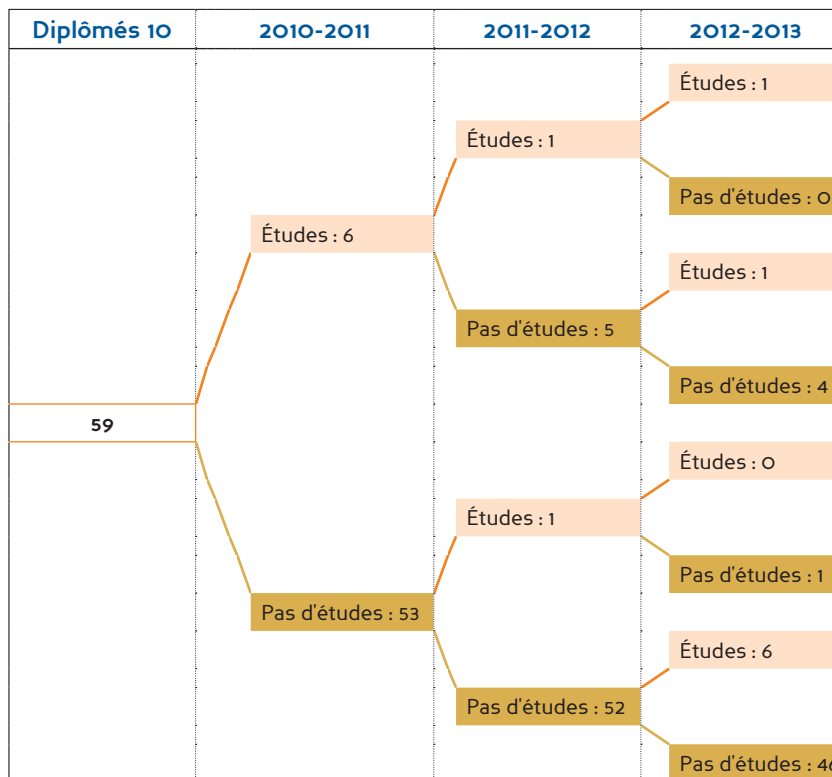 Diplômés 10 2010-2011 2011-2012 2012-2013
Études : 1
Études : 1
Pas d'études : 0
Études : 6
Études : 1
Pas d'études : 5
Pas d'études : 4
59
Études : 0
Études : 1
Pas d'études : 1
Pas d'études : 53
Études : 6
Pas d'études : 52
Pas d'études : 46